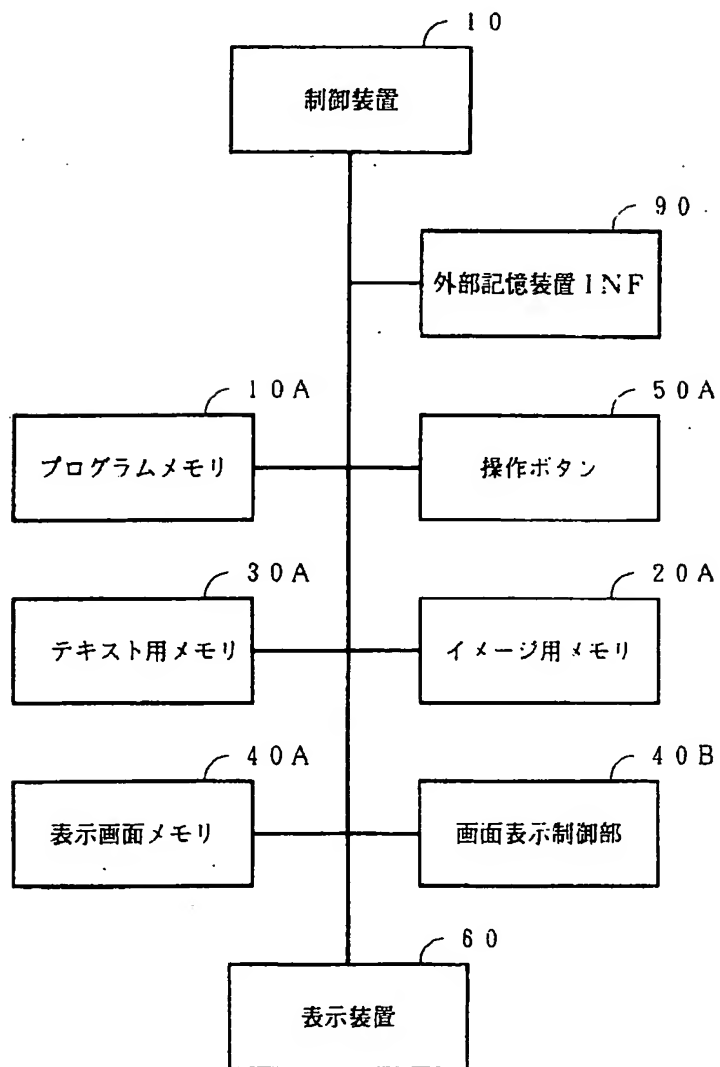 10
制御装置
90
外部記憶装置INF
10A
プログラムメモリ
50A
操作ボタン
30A
テキスト用メモリ
20A
イメージ用メモリ
40A
表示画面メモリ
40B
画面表示制御部
60
表示装置